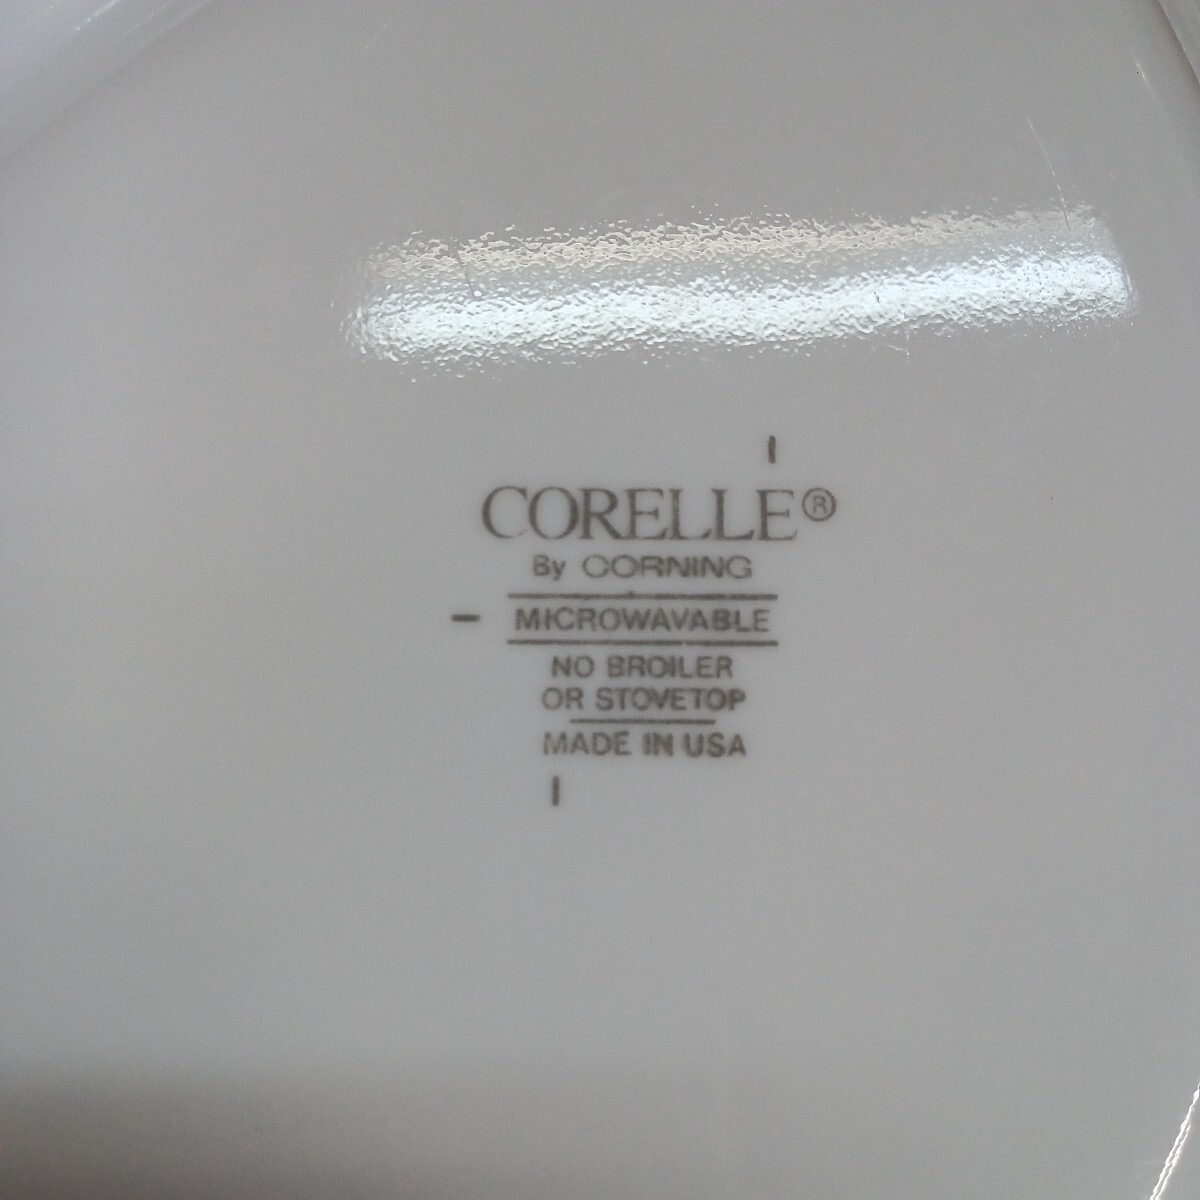 CORELLE®
By CORNING
MICROWAVABLE
NO BROILER
OR STOVETOP
MADE IN USA